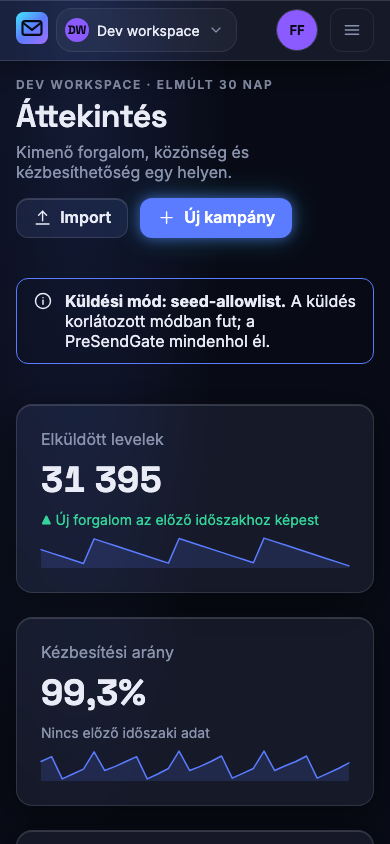 DW Dev workspace FF
DEV WORKSPACE · ELMÚLT 30 NAP
Áttekintés
Kimenő forgalom, közönség és
kézbesíthetőség egy helyen.
Import Új kampány
Küldési mód: seed-allowlist. A küldés
korlátozott módban fut; a
PreSendGate mindenhol él.
Elküldött levelek
31 395
▲ Új forgalom az előző időszakhoz képest
Kézbesítési arány
99,3%
Nincs előző időszaki adat